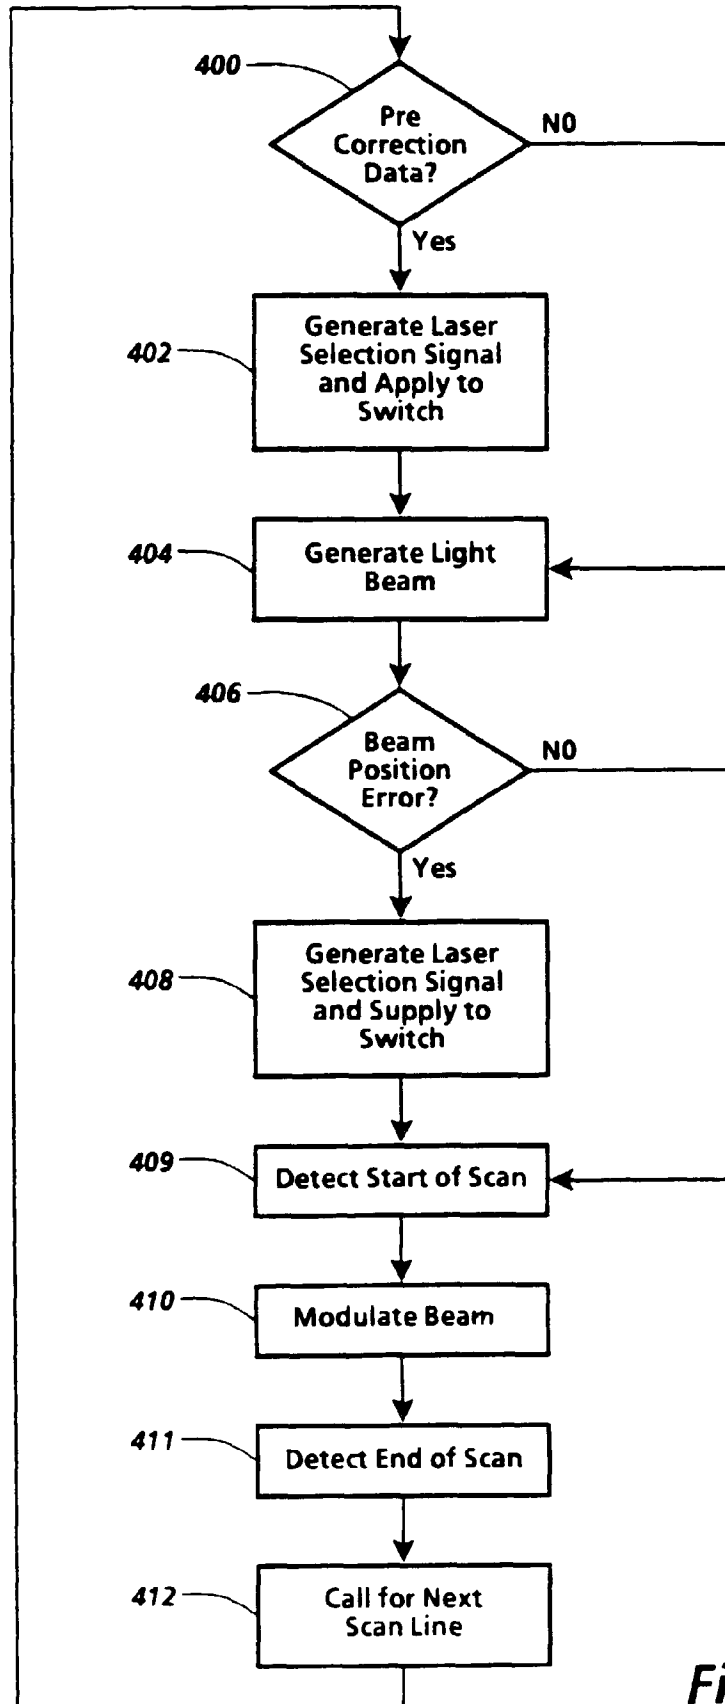 400
Pre
Correction
Data?
NO
Yes
402
Generate Laser
Selection Signal
and Apply to
Switch
404
Generate Light
Beam
406
Beam
Position
Error?
NO
Yes
408
Generate Laser
Selection Signal
and Supply to
Switch
409
Detect Start of Scan
410
Modulate Beam
411
Detect End of Scan
412
Call for Next
Scan Line